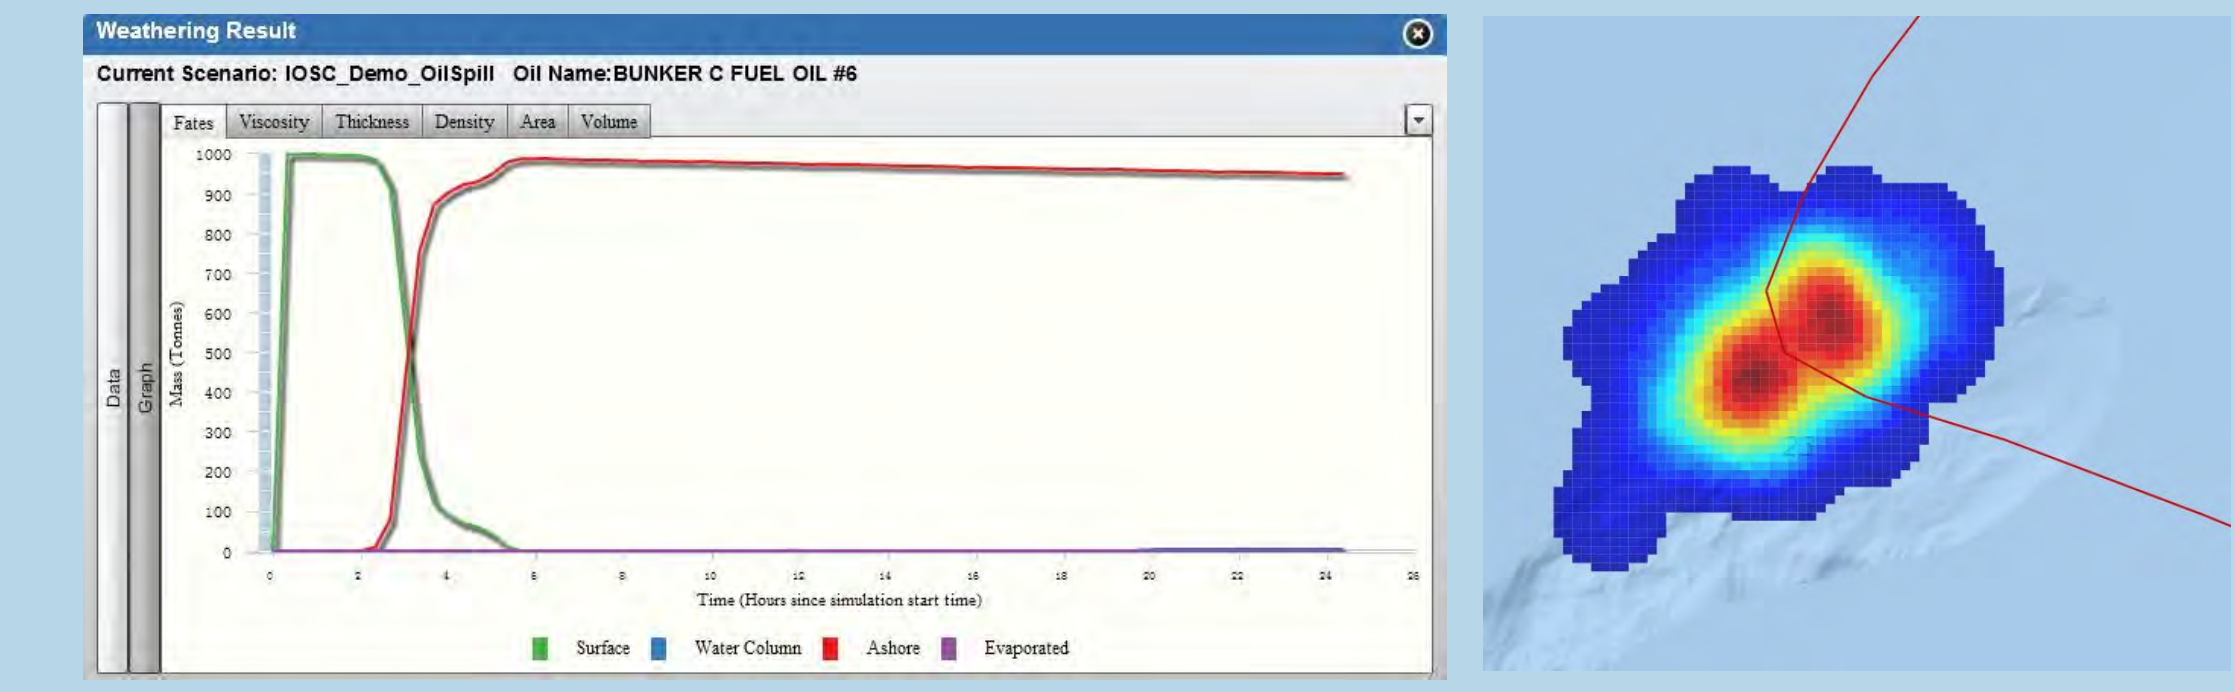 Weathering Result
Current Scenario: IOSC_Demo_OilSpill Oil Name:BUNKER C FUEL OIL #6
Data
Graph
Fates Viscosity Thickness Density Area Volume
Mass (Tonnes)
1000
900
800
700
600
500
400
300
200
100
0
0 2 4 6 8 10 12 14 16 18 20 22 24 26
Time (Hours since simulation start time)
Surface Water Column Ashore Evaporated